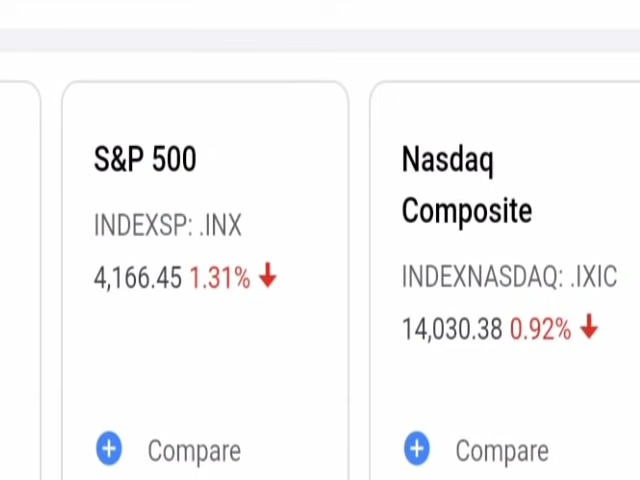 S&P 500
INDEXSP: .INX
4,166.45 1.31%
Compare
Nasdaq
Composite
INDEXNASDAQ: .IXIC
14,030.38 0.92%
Compare